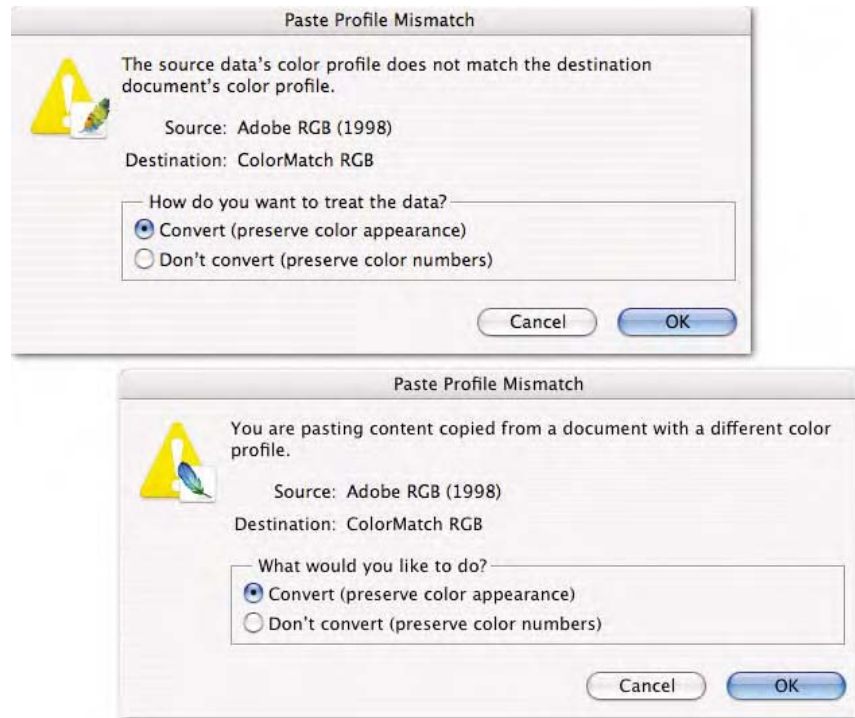 Paste Profile Mismatch
The source data's color profile does not match the destination
document's color profile.
Source: Adobe RGB (1998)
Destination: ColorMatch RGB
How do you want to treat the data?
Convert (preserve color appearance)
Don't convert (preserve color numbers)
Cancel OK
Paste Profile Mismatch
You are pasting content copied from a document with a different color
profile.
Source: Adobe RGB (1998)
Destination: ColorMatch RGB
What would you like to do?
Convert (preserve color appearance)
Don't convert (preserve color numbers)
Cancel OK